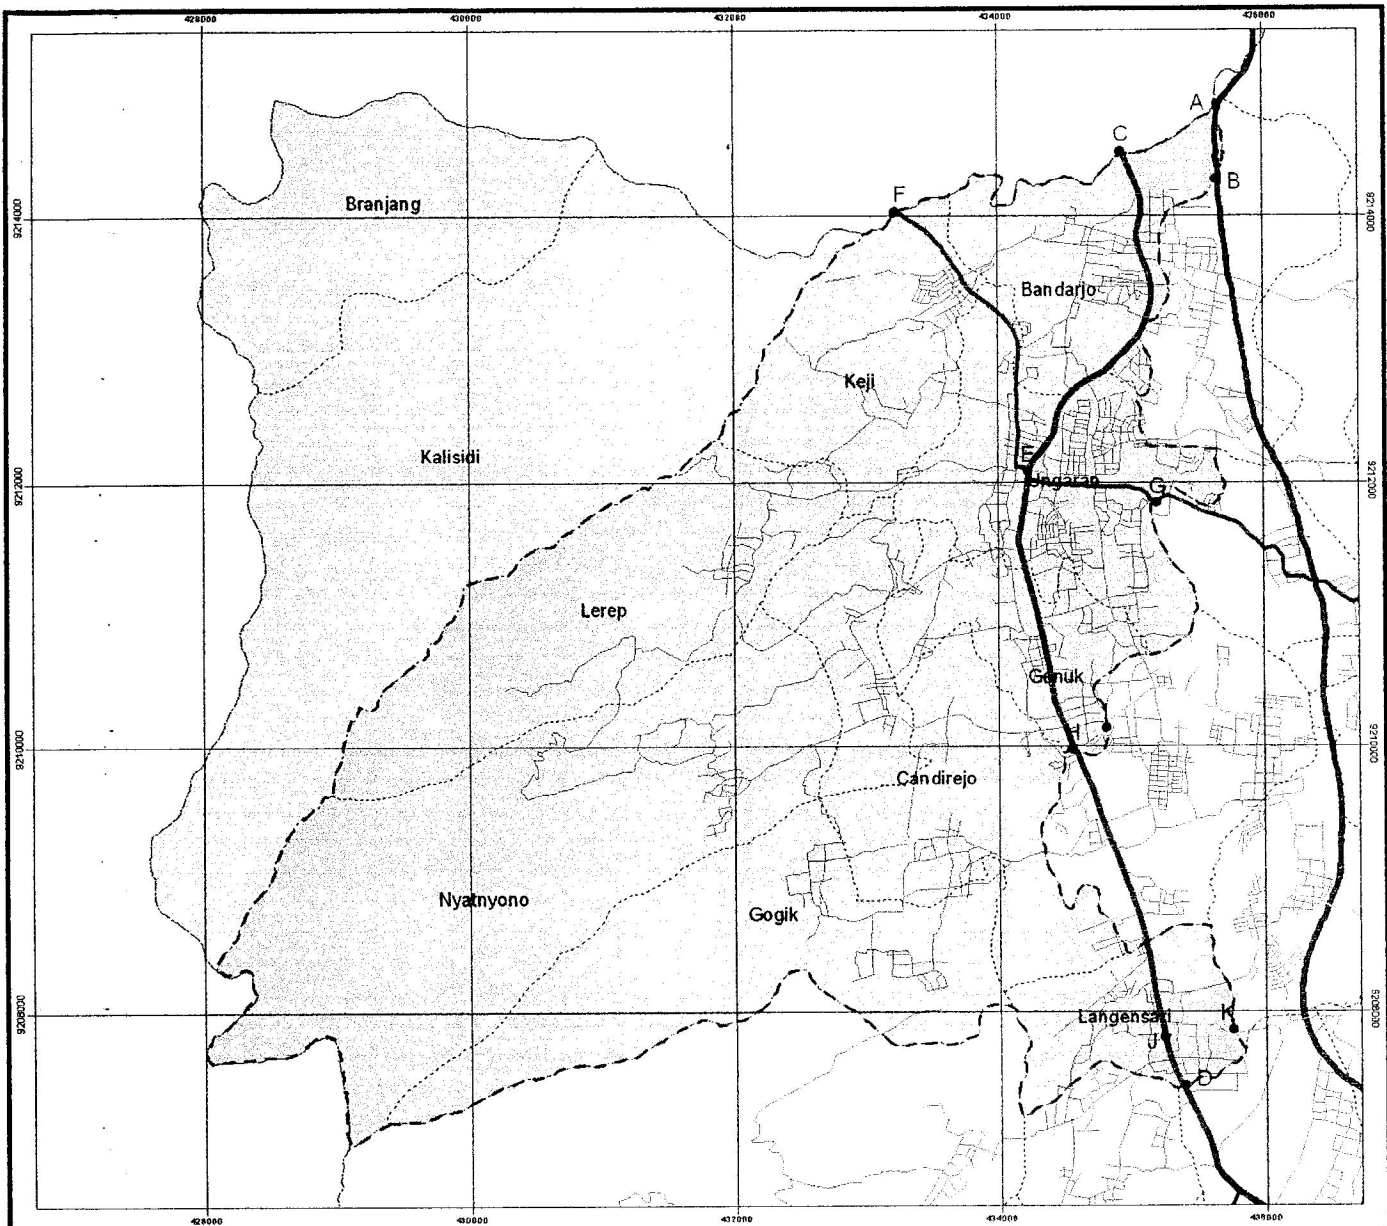 428000 430000 432000 434000 436000
A
C
B
F
Branjang
9214000 9214000
Bandarjo
Keji
E
Kalisidi
9212000 Ungaran 9212000
G
Lerep
Genuk
I
9210000 9210000
Candirejo
Nyatnyono
Gogik
9208000 Langensari K 9208000
J
D
428000 430000 432000 434000 436000